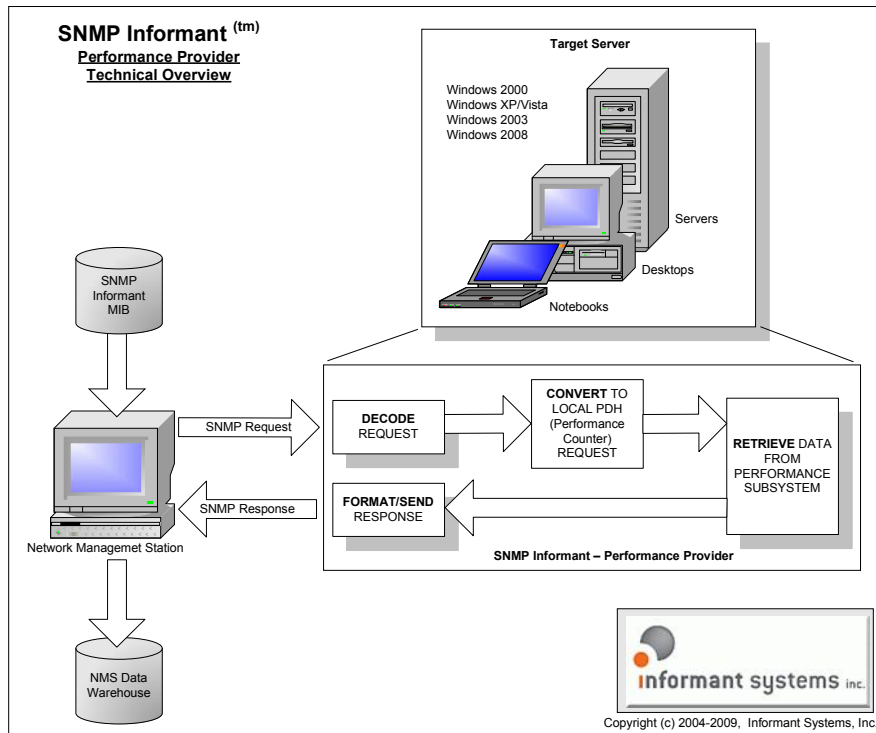 SNMP Informant (tm)
Performance Provider
Technical Overview
Target Server
Windows 2000
Windows XP/Vista
Windows 2003
Windows 2008
Servers
Desktops
Notebooks
SNMP
Informant
MIB
SNMP Request
DECODE
REQUEST
CONVERT TO
LOCAL PDH
(Performance
Counter)
REQUEST
RETRIEVE DATA
FROM
PERFORMANCE
SUBSYSTEM
SNMP Response
FORMAT/SEND
RESPONSE
Network Managemet Station
SNMP Informant – Performance Provider
NMS Data
Warehouse
informant systems inc.
Copyright (c) 2004-2009, Informant Systems, Inc.